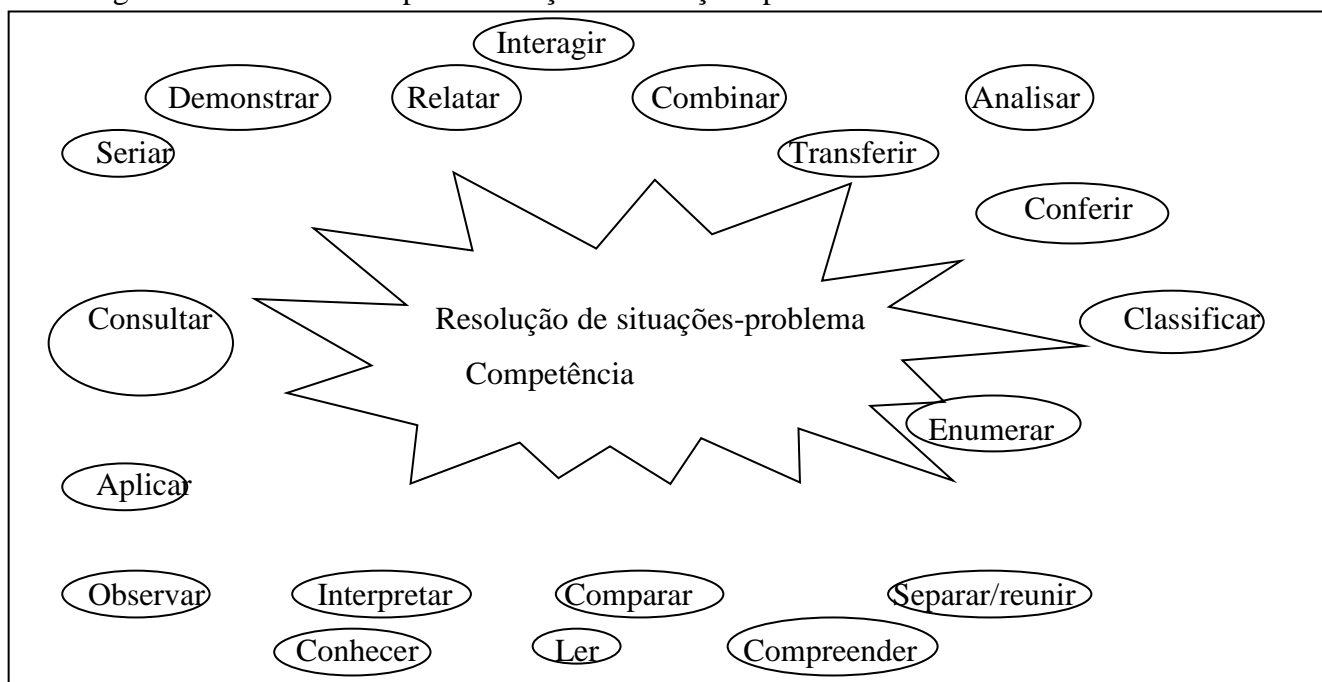 Interagir
Demonstrar
Relatar
Combinar
Analisar
Seriar
Transferir
Conferir
Consultar
Resolução de situações-problema
Classificar
Competência
Enumerar
Aplicar
Observar
Interpretar
Comparar
Separar/reunir
Conhecer
Ler
Compreender